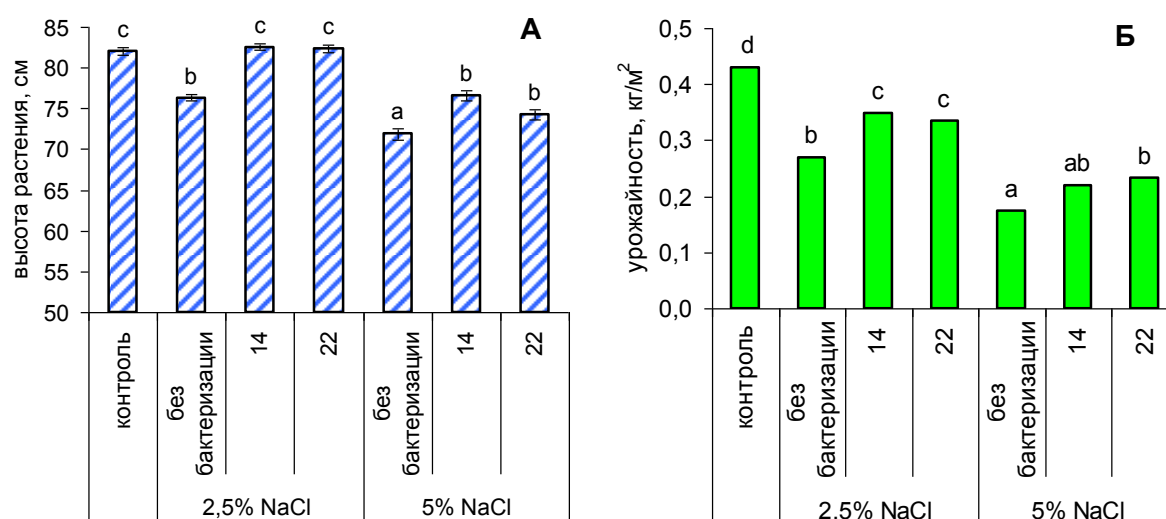 А
высота растения, см
85
80
75
70
65
60
55
50
c
b
c
c
a
b
b
контроль
без
бактеризации
14
22
без
бактеризации
14
22
2,5% NaCl
5% NaCl
Б
урожайность, кг/м²
0,5
0,4
0,3
0,2
0,1
0,0
d
b
c
c
a
ab
b
контроль
без
бактеризации
14
22
без
бактеризации
14
22
2,5% NaCl
5% NaCl